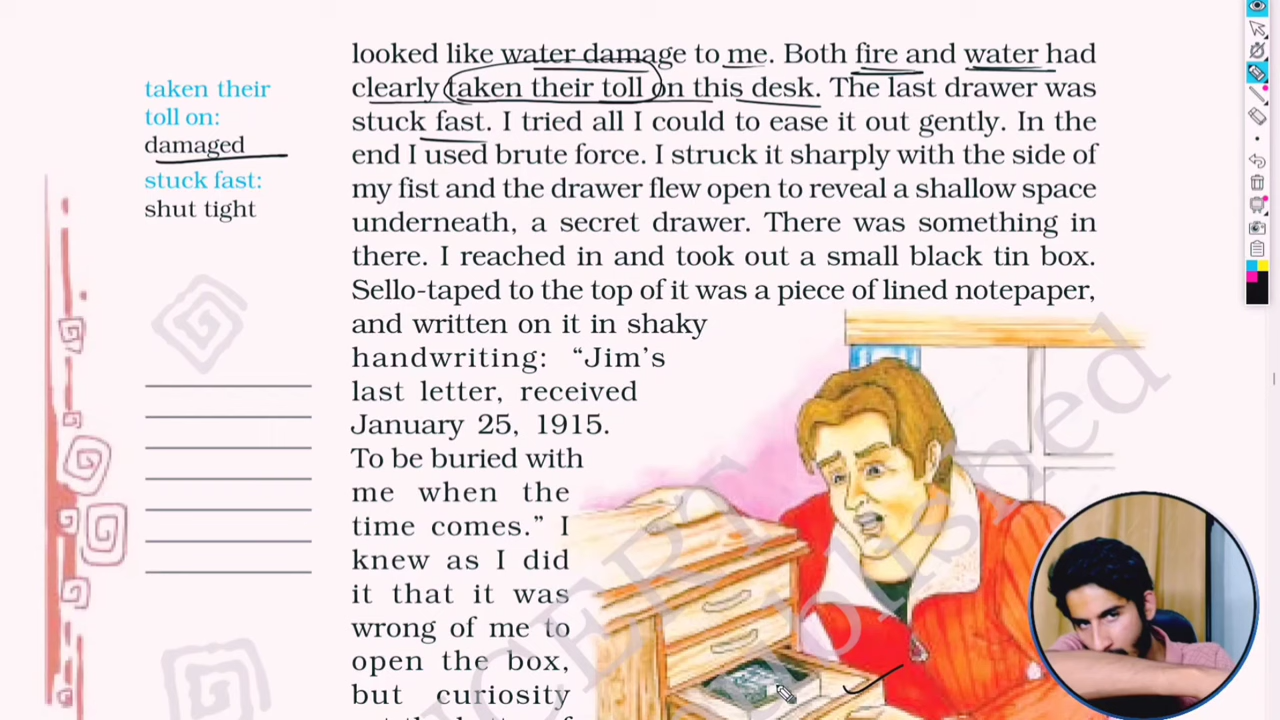 looked like water damage to me. Both fire and water had
clearly taken their toll on this desk. The last drawer was
stuck fast. I tried all I could to ease it out gently. In the
end I used brute force. I struck it sharply with the side of
my fist and the drawer flew open to reveal a shallow space
underneath, a secret drawer. There was something in
there. I reached in and took out a small black tin box.
Sello-taped to the top of it was a piece of lined notepaper,
and written on it in shaky
handwriting: “Jim’s
last letter, received
January 25, 1915.
To be buried with
me when the
time comes.” I
knew as I did
it that it was
wrong of me to
open the box,
but curiosity
taken their
toll on:
damaged
stuck fast:
shut tight